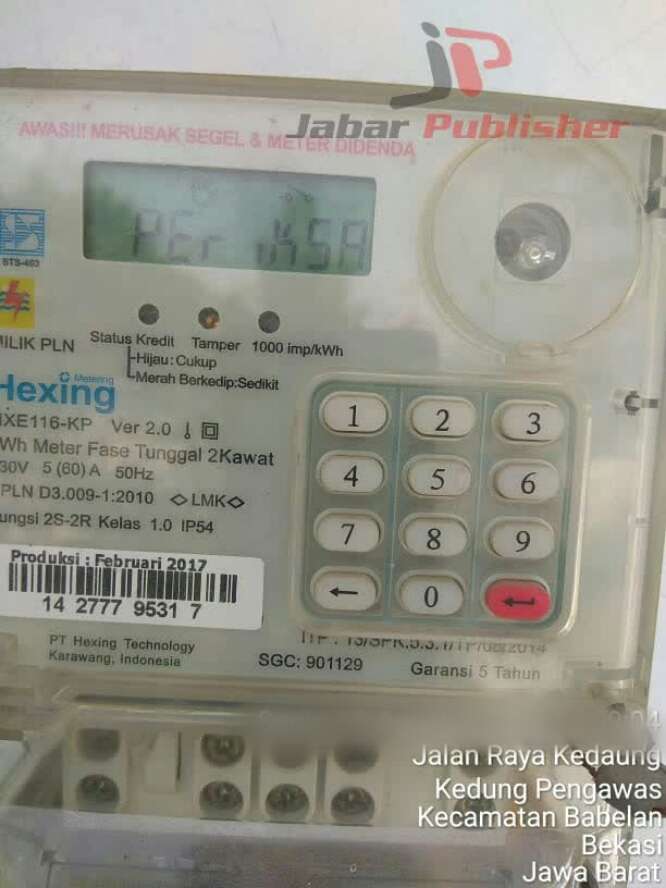 JP
Jabar Publisher
AWAS!!! MERUSAK SEGEL & METER DIDENDA
PErIKSA
STS-463
MILIK PLN
Status Kredit Tamper 1000 imp/kWh
Hijau : Cukup
Merah Berkedip:Sedikit
Hexing Metering
HXE116-KP Ver 2.0
Wh Meter Fase Tunggal 2Kawat
30V 5 (60) A 50Hz
PLN D3.009-1:2010 LMK
ungsi 2S-2R Kelas 1.0 IP54
Produksi : Februari 2017
14 2777 9531 7
PT Hexing Technology
Karawang, Indonesia
SGC: 901129
Garansi 5 Tahun
1 2 3
4 5 6
7 8 9
← 0 ↵
Jalan Raya Kedaung
Kedung Pengawas
Kecamatan Babelan
Bekasi
Jawa Barat